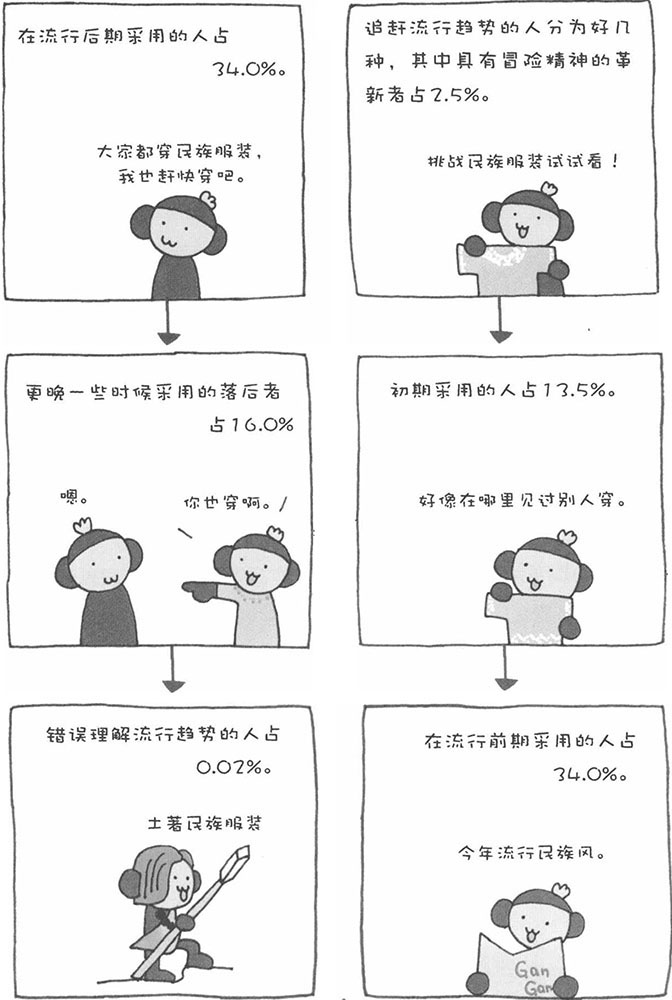 追赶流行趋势的人分为好几
种，其中具有冒险精神的革
新者占2.5%。
挑战民族服装试试看！
初期采用的人占13.5%。
好像在哪里见过别人穿。
在流行前期采用的人占
34.0%。
今年流行民族风。
Gan
Gan
在流行后期采用的人占
34.0%。
大家都穿民族服装，
我也赶快穿吧。
更晚一些时候采用的落后者
占16.0%
嗯。
你也穿啊。
错误理解流行趋势的人占
0.02%。
土著民族服装